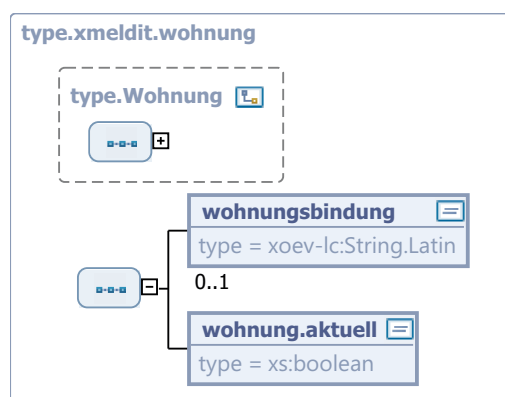 type.xmeldit.wohnung
type.Wohnung
wohnungsbindung
type = xoev-lc:String.Latin
0..1
wohnung.aktuell
type = xs:boolean